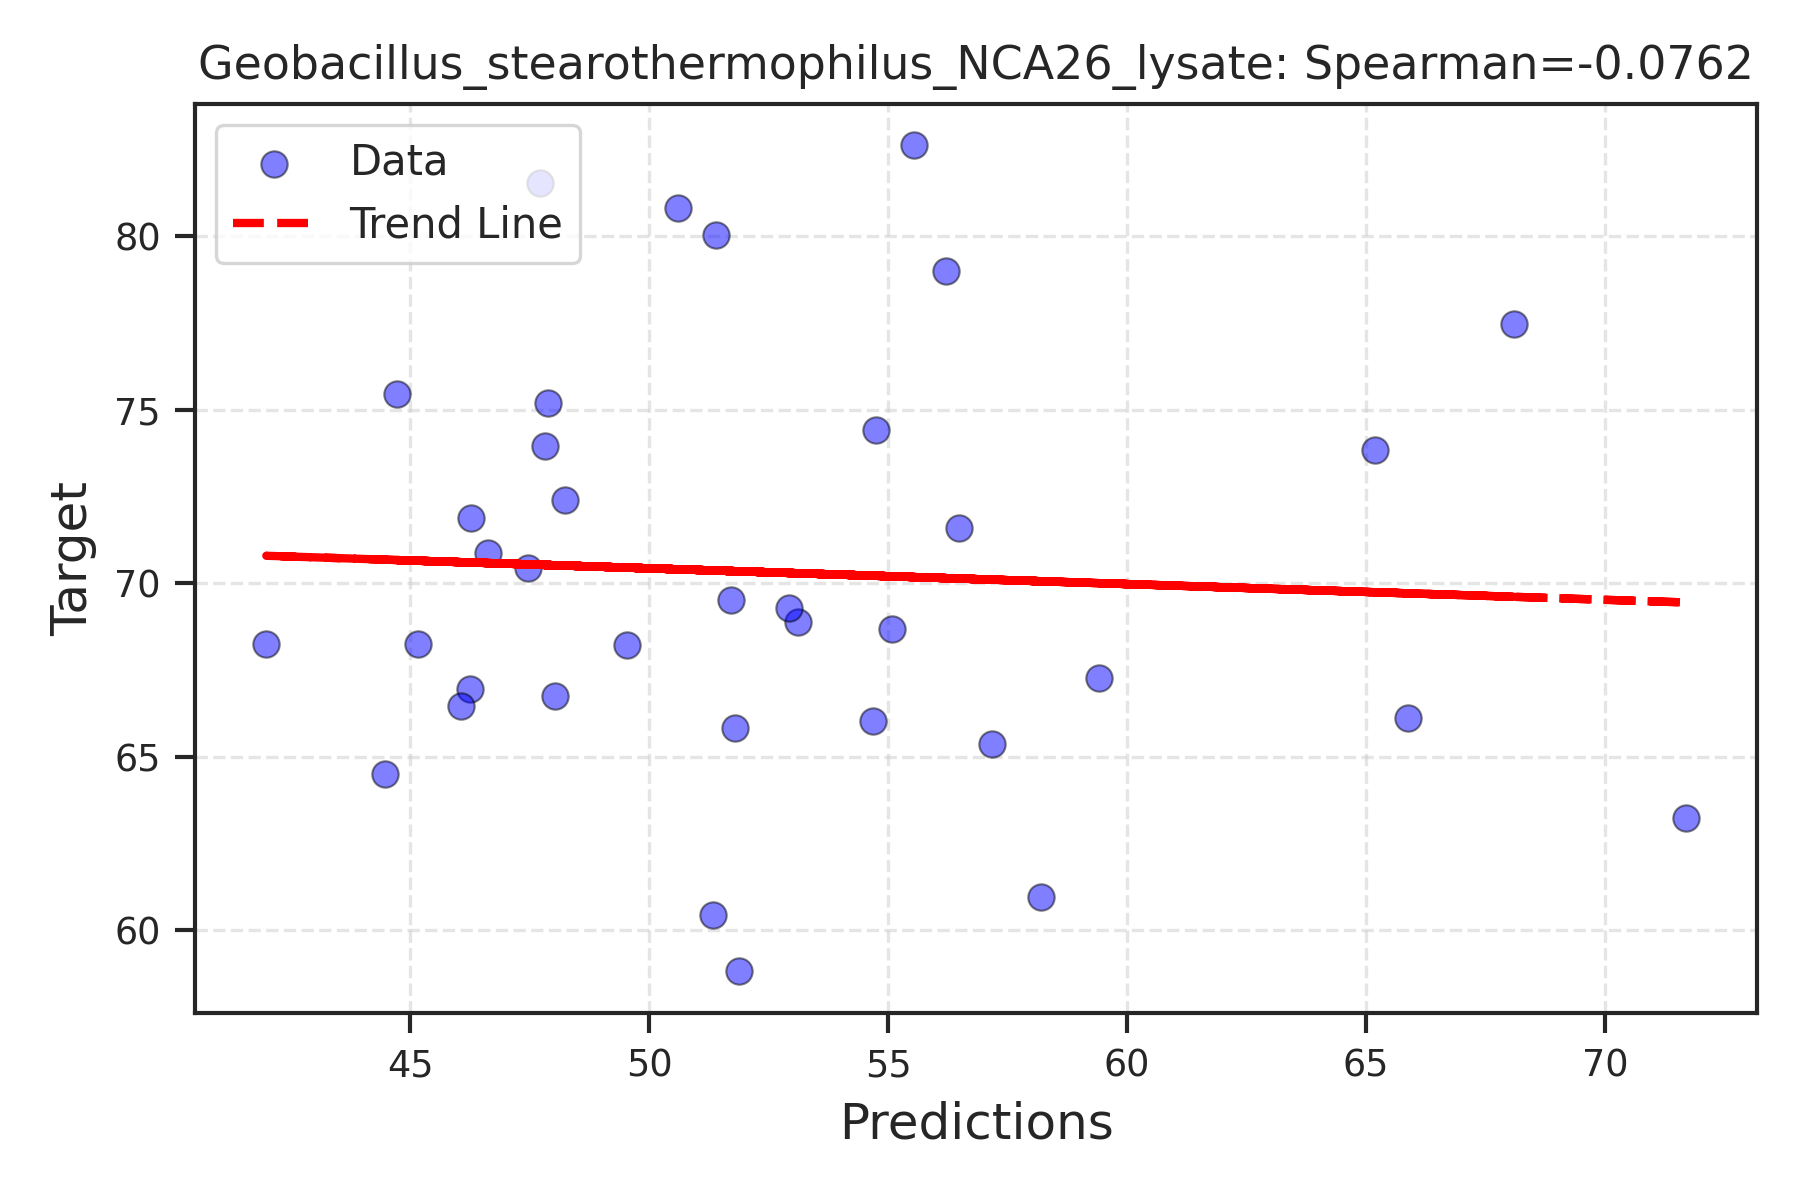 Geobacillus_stearothermophilus_NCA26_lysate: Spearman=-0.0762
Data
Trend Line
80
75
70
65
60
Target
45 50 55 60 65 70
Predictions